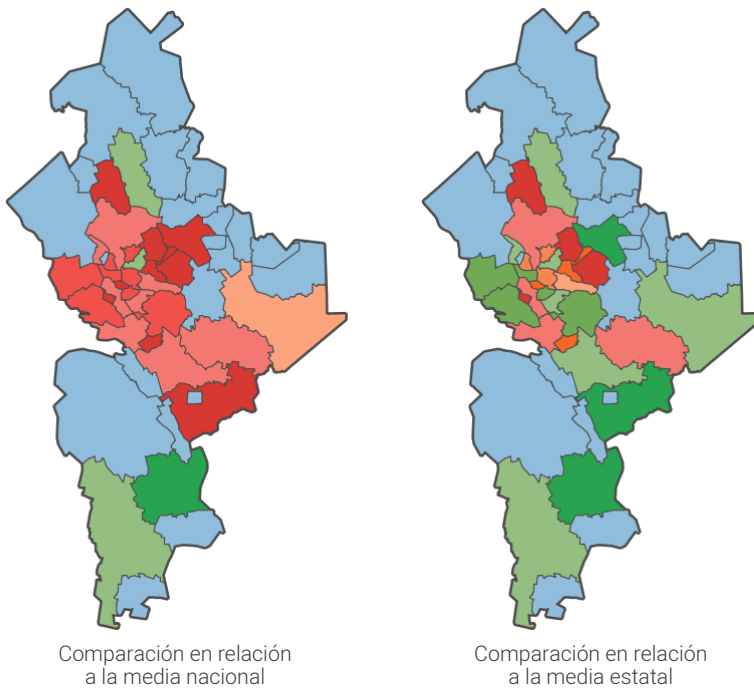 Comparación en relación
a la media nacional
Comparación en relación
a la media estatal